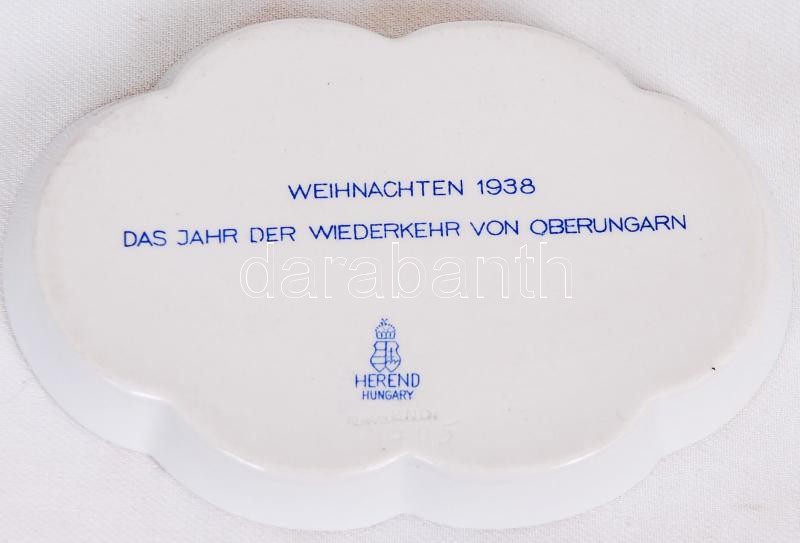 WEIHNACHTEN 1938
DAS JAHR DER WIEDERKEHR VON OBERUNGARN
darabanth
HEREND
HUNGARY